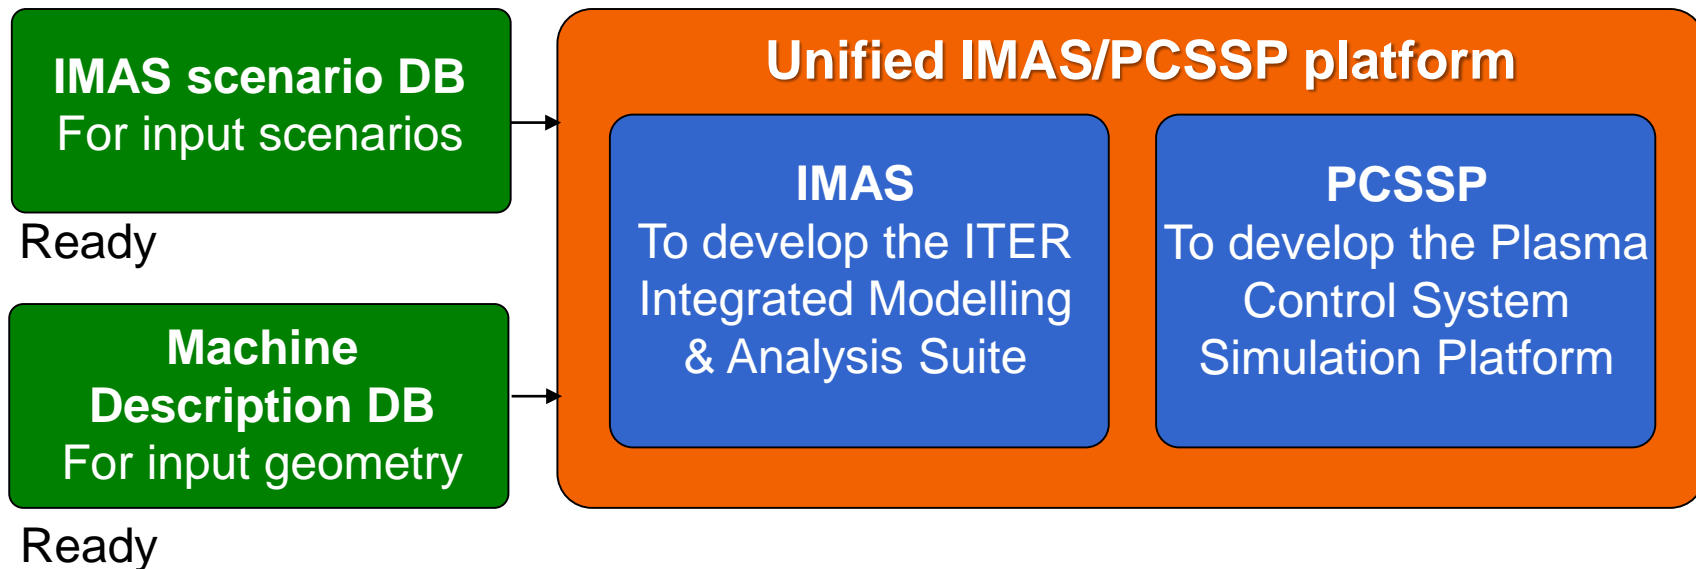 IMAS scenario DB
For input scenarios
Ready
Machine
Description DB
For input geometry
Ready
Unified IMAS/PCSSP platform
IMAS
To develop the ITER
Integrated Modelling
& Analysis Suite
PCSSP
To develop the Plasma
Control System
Simulation Platform